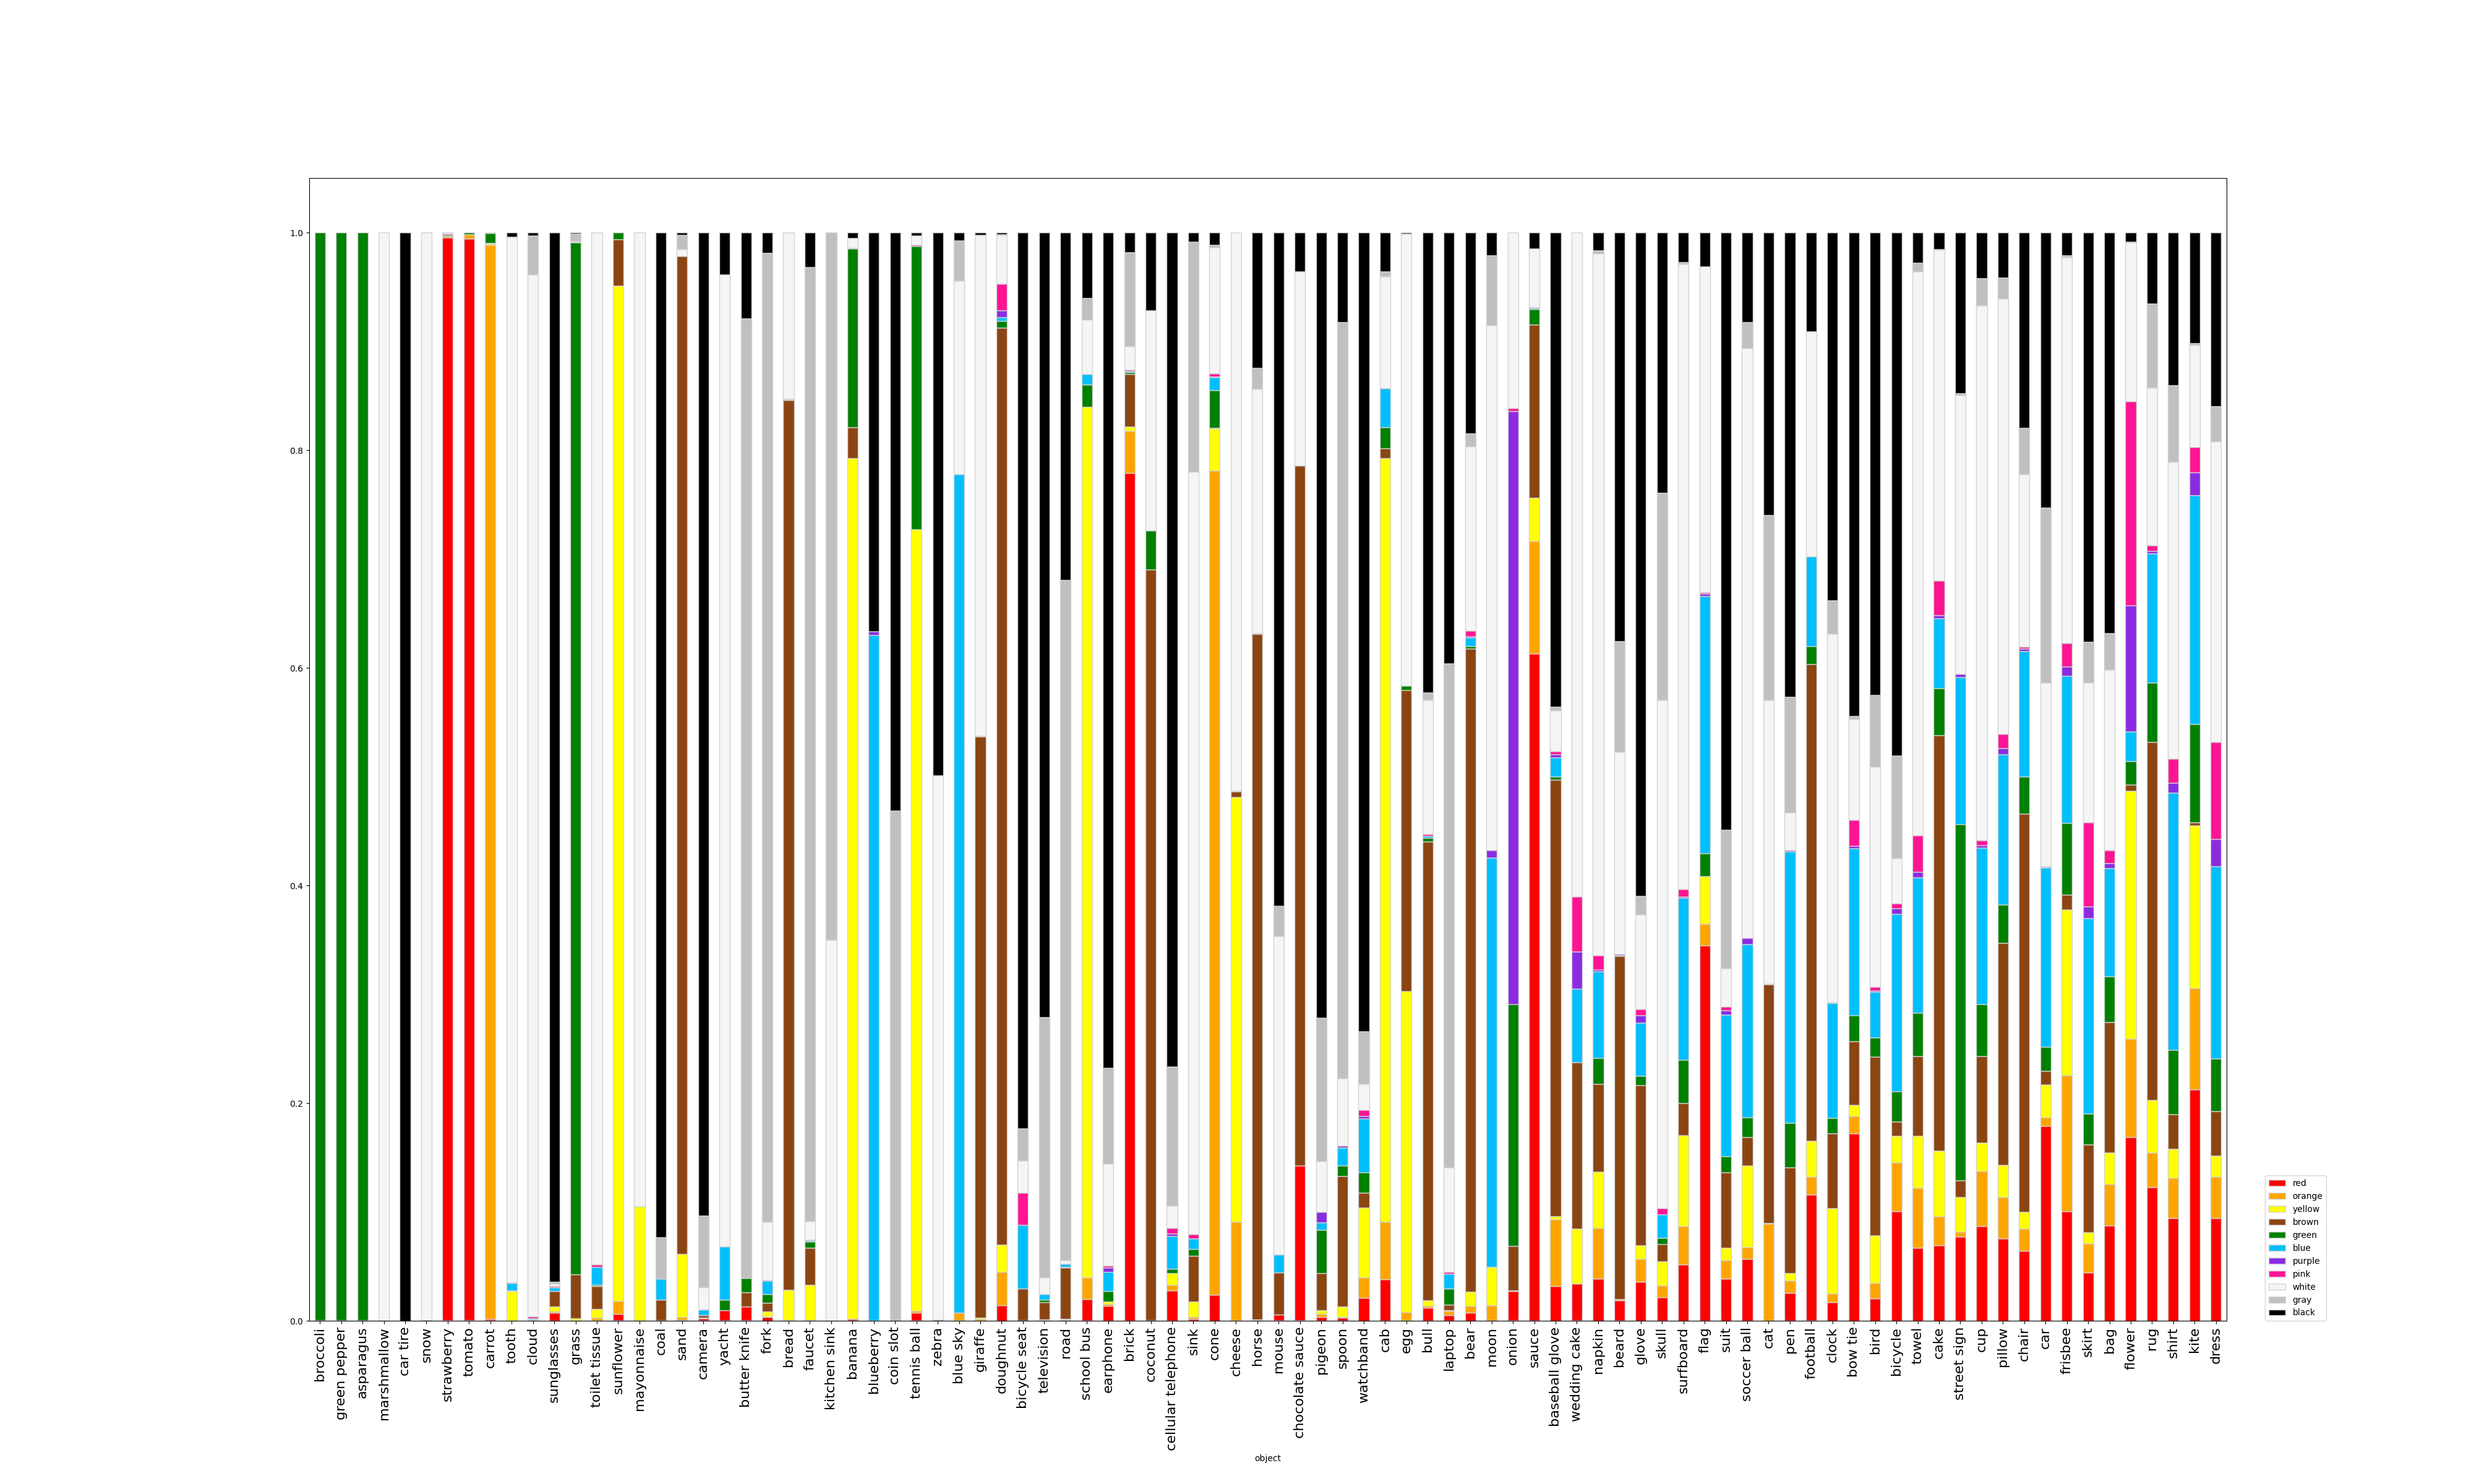 1.0
0.8
0.6
0.4
0.2
0.0
broccoli
green pepper
asparagus
marshmallow
car tire
snow
strawberry
tomato
carrot
tooth
cloud
sunglasses
grass
toilet tissue
sunflower
mayonnaise
coal
sand
camera
yacht
butter knife
fork
bread
faucet
kitchen sink
banana
blueberry
coin slot
tennis ball
zebra
blue sky
giraffe
doughnut
bicycle seat
television
road
school bus
earphone
brick
coconut
cellular telephone
sink
cone
cheese
horse
mouse
chocolate sauce
pigeon
spoon
watchband
cab
egg
bull
laptop
bear
moon
onion
sauce
baseball glove
wedding cake
napkin
beard
glove
skull
surfboard
flag
suit
soccer ball
cat
pen
football
clock
bow tie
bird
bicycle
towel
cake
street sign
cup
pillow
chair
car
frisbee
skirt
bag
flower
rug
shirt
kite
dress
object
red
orange
yellow
brown
green
blue
purple
pink
white
gray
black